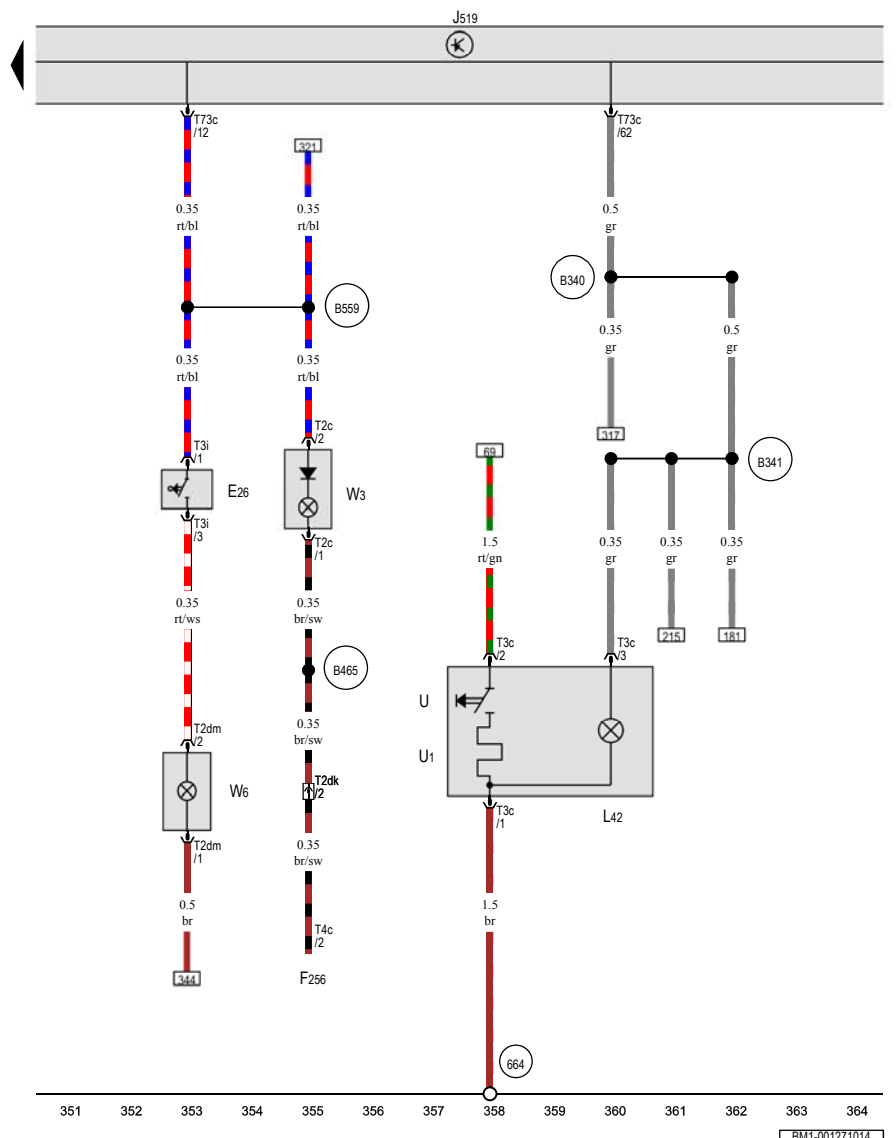 J519
T73c
/12
T73c
/62
321
0.35
rt/bl
0.35
rt/bl
0.5
gr
B340
B559
0.35
gr
0.5
gr
0.35
rt/bl
0.35
rt/bl
T3i
/1
T2c
/2
69
317
B341
E26
W3
T3i
/3
T2c
/1
1.5
rt/gn
0.35
gr
0.35
gr
0.35
gr
0.35
rt/ws
0.35
br/sw
215
181
B465
T3c
/2
T3c
/3
U
0.35
br/sw
T2dm
/2
U1
T2dk
/2
W6
T3c
/1
L42
T2dm
/1
0.35
br/sw
0.5
br
1.5
br
T4c
/2
344
F256
664
351 352 353 354 355 356 357 358 359 360 361 362 363 364
BM1-001271014